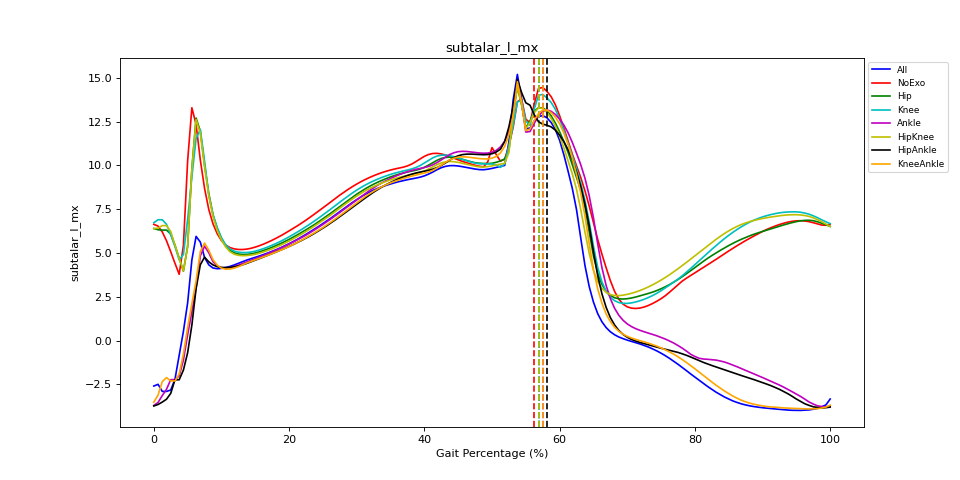 subtalar_l_mx
15.0
12.5
10.0
7.5
5.0
2.5
0.0
−2.5
subtalar_l_mx
0
20
40
60
80
100
Gait Percentage (%)
All
NoExo
Hip
Knee
Ankle
HipKnee
HipAnkle
KneeAnkle